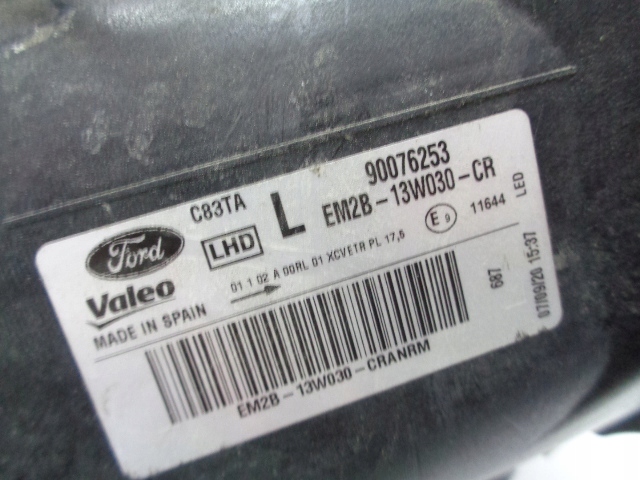 C83TA L 90076253
Ford LHD EM2B-13W030-CR
Valeo 01 1 02 A 00RL 01 XCVETR PL 17,5 E9 11644 LED
MADE IN SPAIN
687
07/09/20 15:37
EM2B-13W030-CRANRM